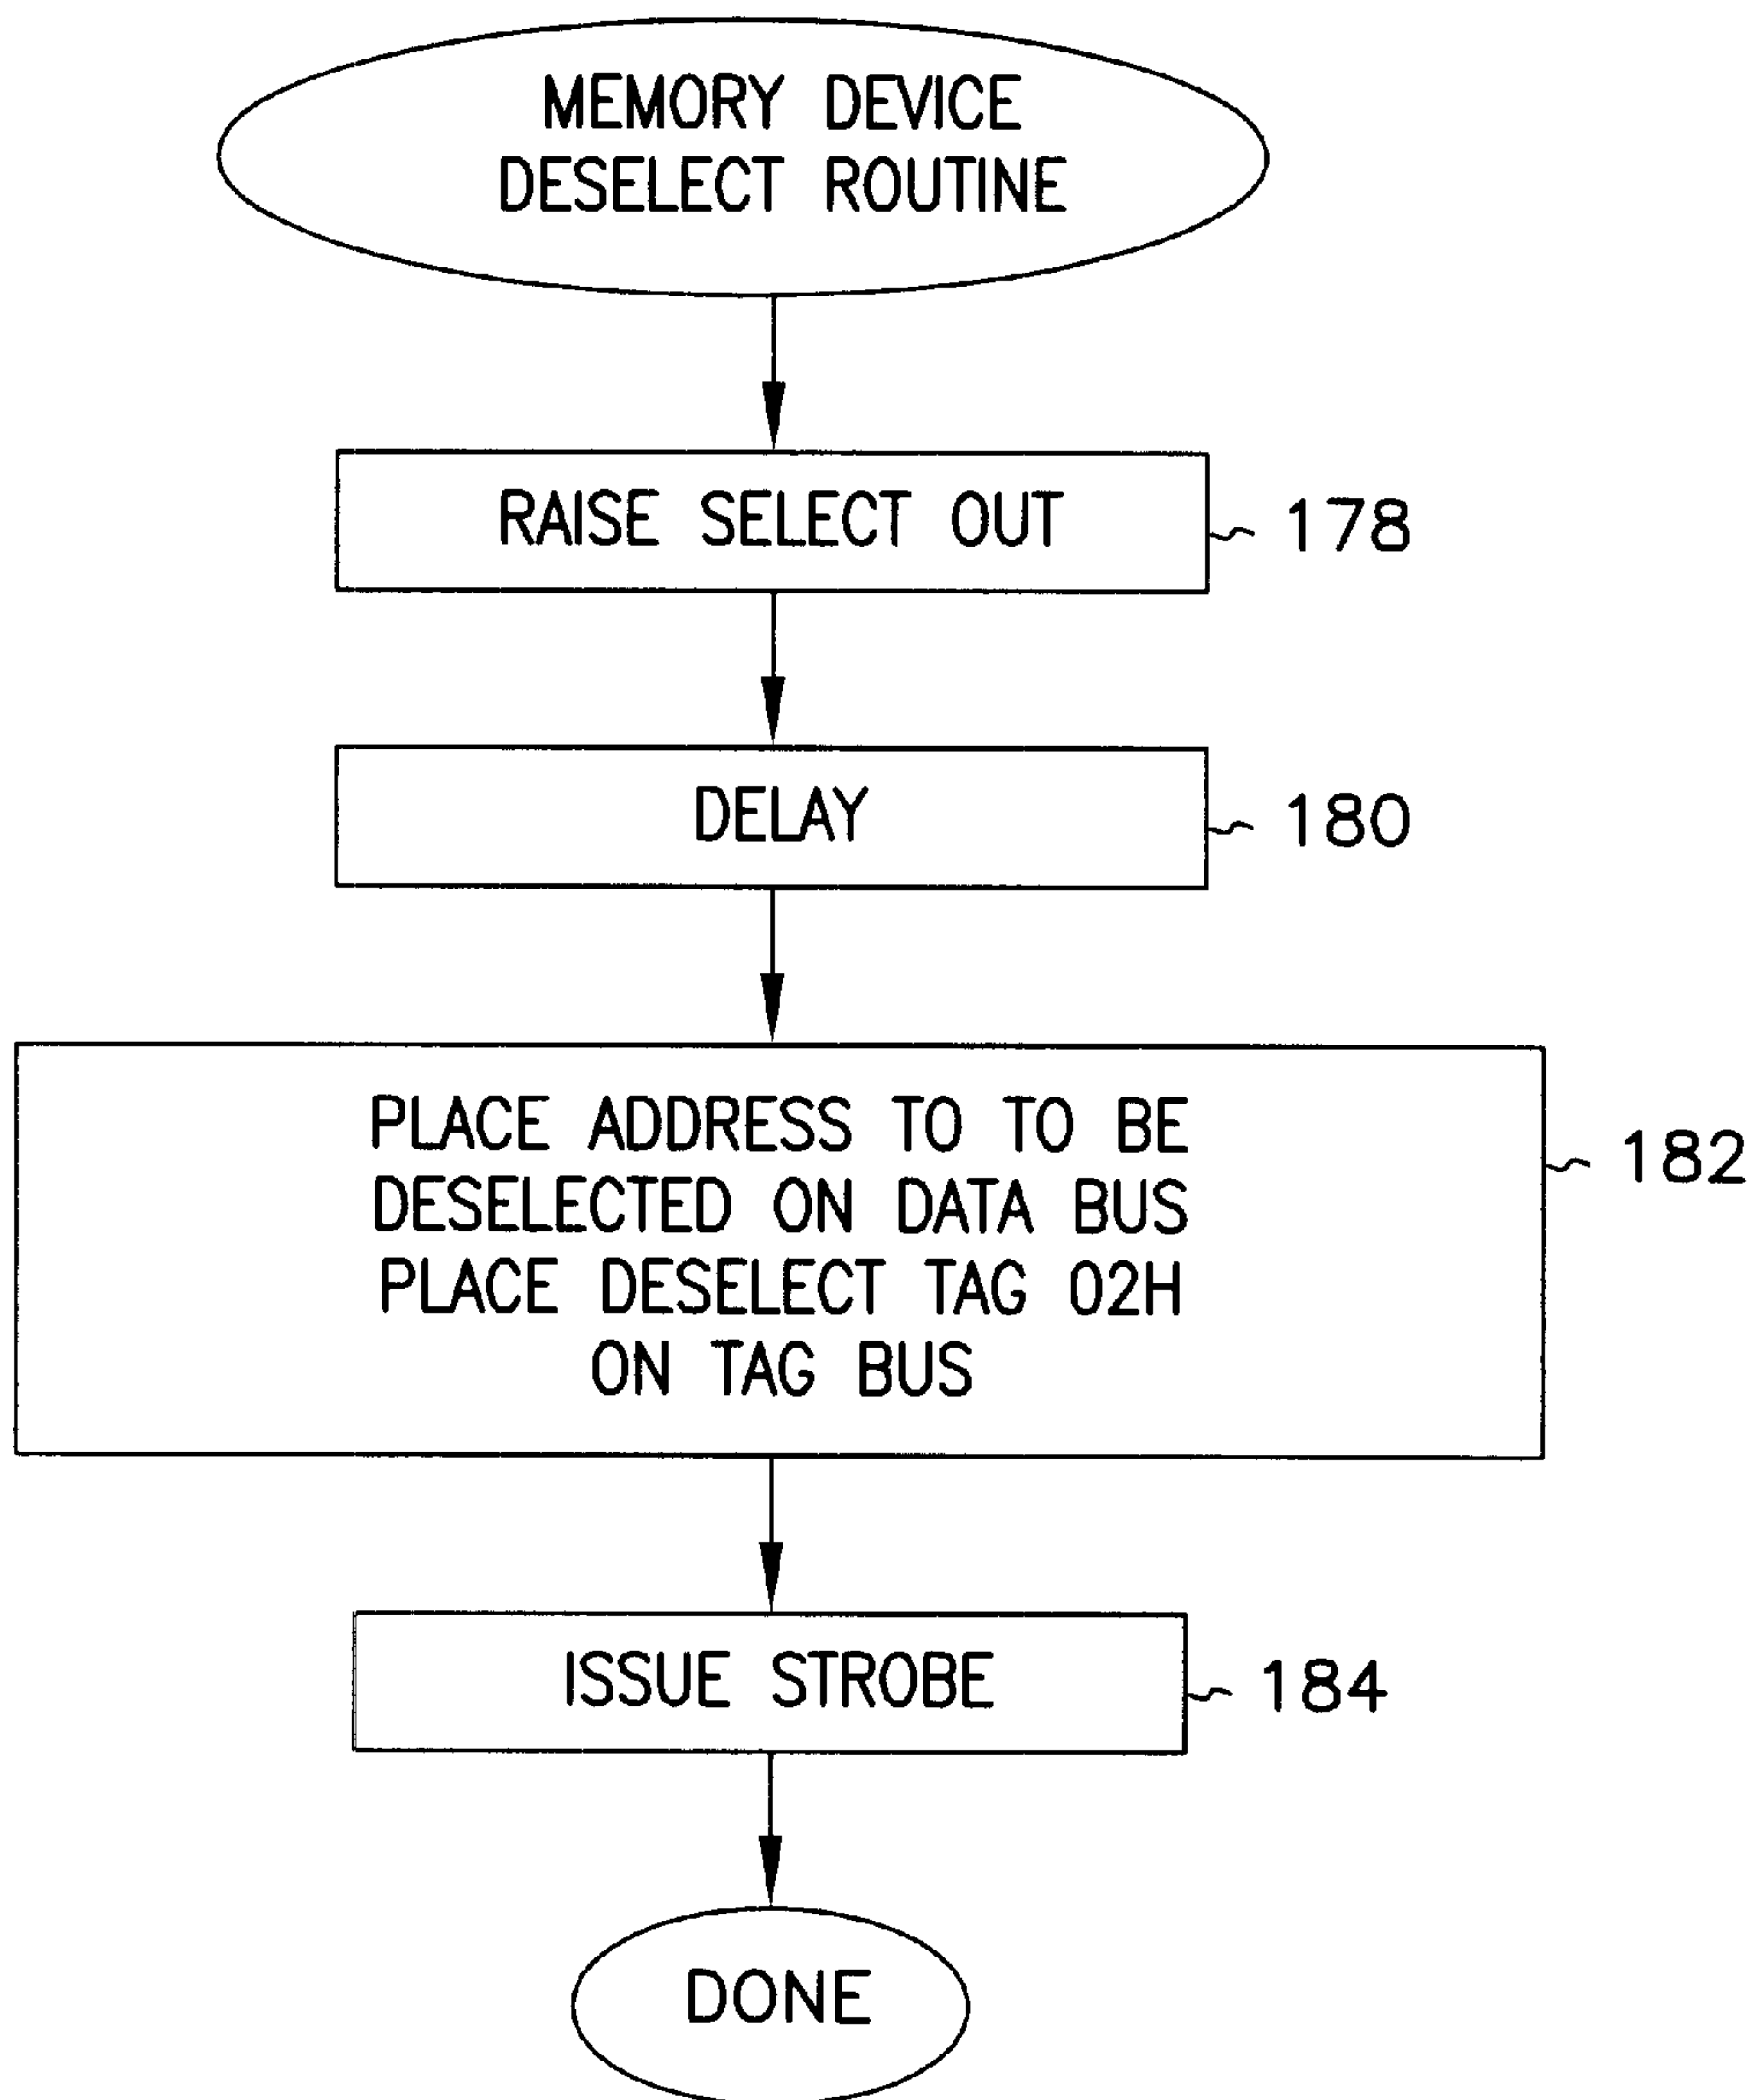 MEMORY DEVICE
DESELECT ROUTINE
RAISE SELECT OUT
178
DELAY
180
PLACE ADDRESS TO TO BE
DESELECTED ON DATA BUS
PLACE DESELECT TAG 02H
ON TAG BUS
182
ISSUE STROBE
184
DONE